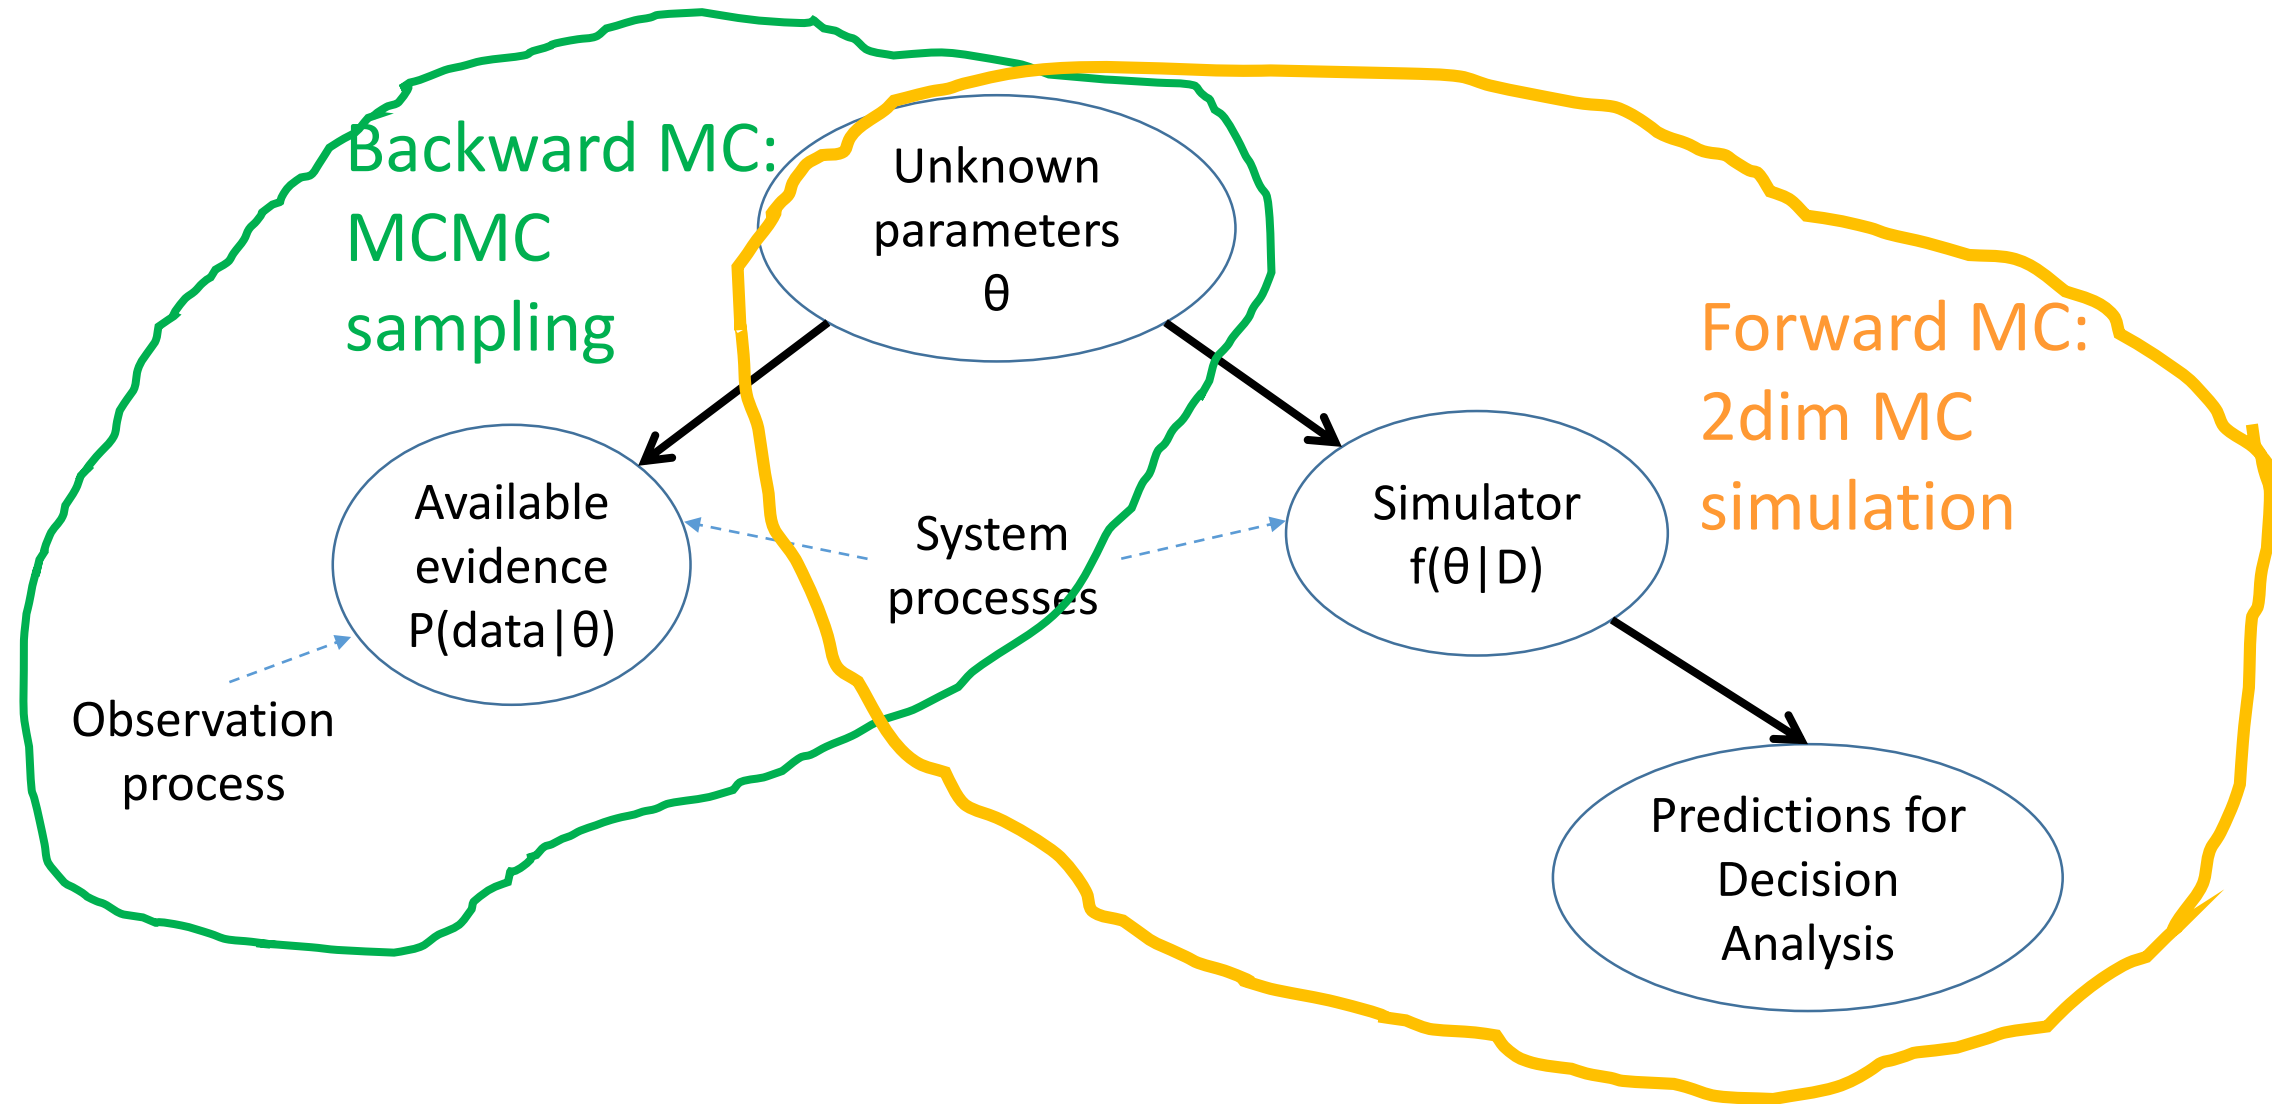 Backward MC:
MCMC
sampling
Unknown
parameters
θ
Forward MC:
2dim MC
simulation
Available
evidence
P(data|θ)
System
processes
Simulator
f(θ|D)
Observation
process
Predictions for
Decision
Analysis